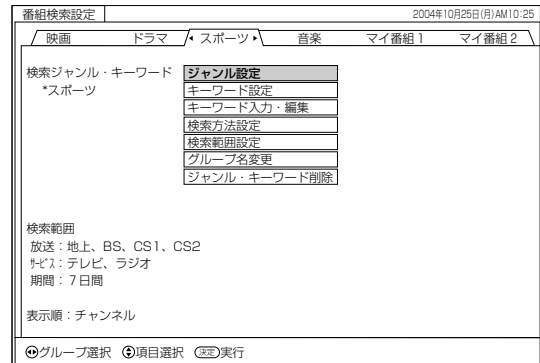 番組検索設定 2004年10月25日(月)AM10:25
映画 ドラマ スポーツ 音楽 マイ番組1 マイ番組2
検索ジャンル・キーワード
*スポーツ
ジャンル設定
キーワード設定
キーワード入力・編集
検索方法設定
検索範囲設定
グループ名変更
ジャンル・キーワード削除
検索範囲
放送：地上、BS、CS1、CS2
ｻｰﾋﾞｽ：テレビ、ラジオ
期間：7日間
表示順：チャンネル
グループ選択 項目選択 決定 実行